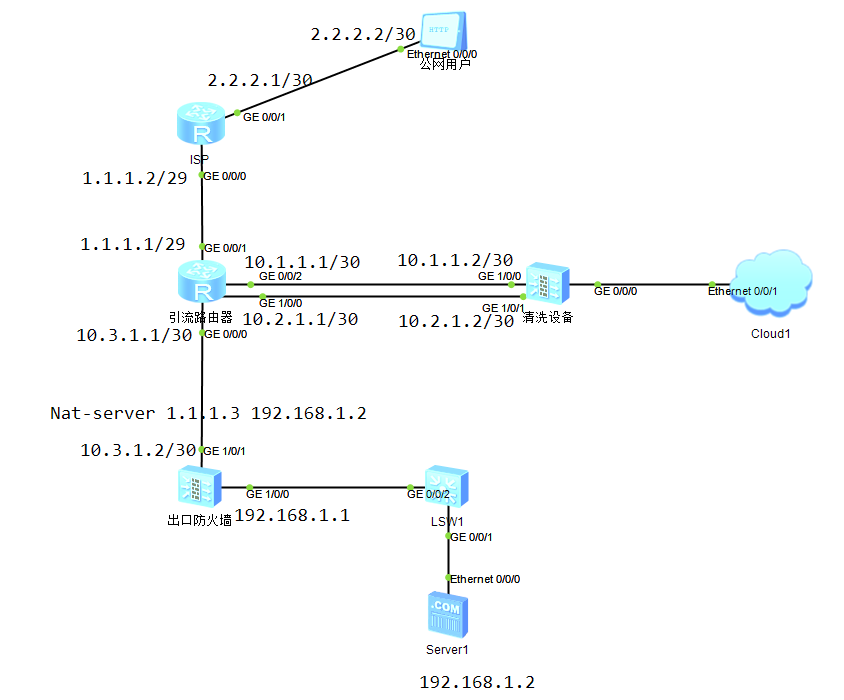 2.2.2.2/30
HTTP
Ethernet 0/0/0
公网用户
2.2.2.1/30
GE 0/0/1
R
ISP
1.1.1.2/29
GE 0/0/0
1.1.1.1/29
GE 0/0/1
10.1.1.1/30
10.1.1.2/30
GE 0/0/2
GE 1/0/0
R
GE 0/0/0
Ethernet 0/0/1
GE 1/0/0
GE 1/0/1
引流路由器
10.2.1.1/30
10.2.1.2/30
清洗设备
Cloud1
10.3.1.1/30
GE 0/0/0
Nat-server 1.1.1.3 192.168.1.2
10.3.1.2/30
GE 1/0/1
GE 1/0/0
GE 0/0/2
出口防火墙
192.168.1.1
LSW1
GE 0/0/1
Ethernet 0/0/0
.COM
Server1
192.168.1.2